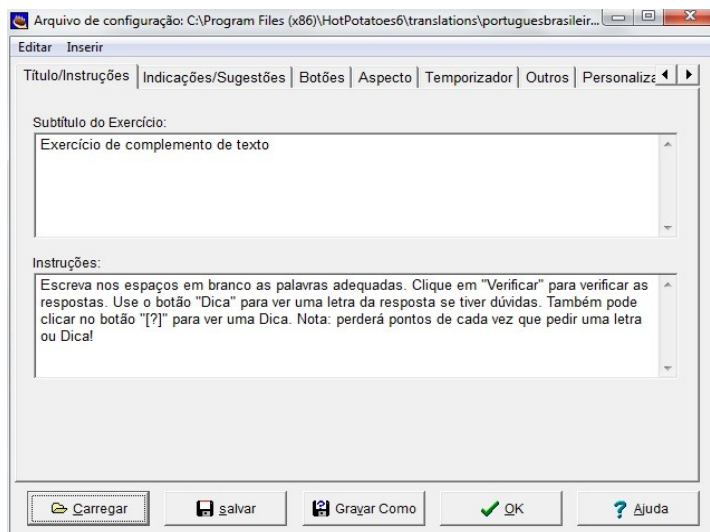 Arquivo de configuração: C:\Program Files (x86)\HotPotatoes6\translations\portuguesbrasileir...
Editar Inserir
Título/Instruções Indicações/Sugestões Botões Aspecto Temporizador Outros Personaliza
Subtítulo do Exercício:
Exercício de complemento de texto
Instruções:
Escreva nos espaços em branco as palavras adequadas. Clique em "Verificar" para verificar as
respostas. Use o botão "Dica" para ver uma letra da resposta se tiver dúvidas. Também pode
clicar no botão "[?]" para ver uma Dica. Nota: perderá pontos de cada vez que pedir uma letra
ou Dica!
Carregar salvar Gravar Como OK Ajuda